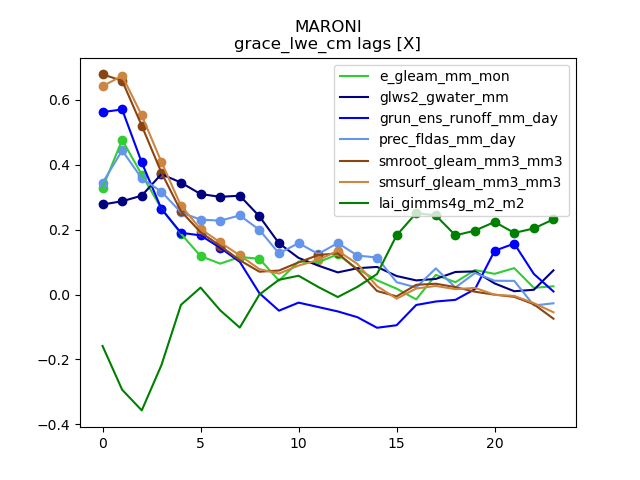 MARONI
grace_lwe_cm lags [X]
e_gleam_mm_mon
glws2_gwater_mm
grun_ens_runoff_mm_day
prec_fldas_mm_day
smroot_gleam_mm3_mm3
smsurf_gleam_mm3_mm3
lai_gimms4g_m2_m2
0.6
0.4
0.2
0.0
−0.2
−0.4
0 5 10 15 20